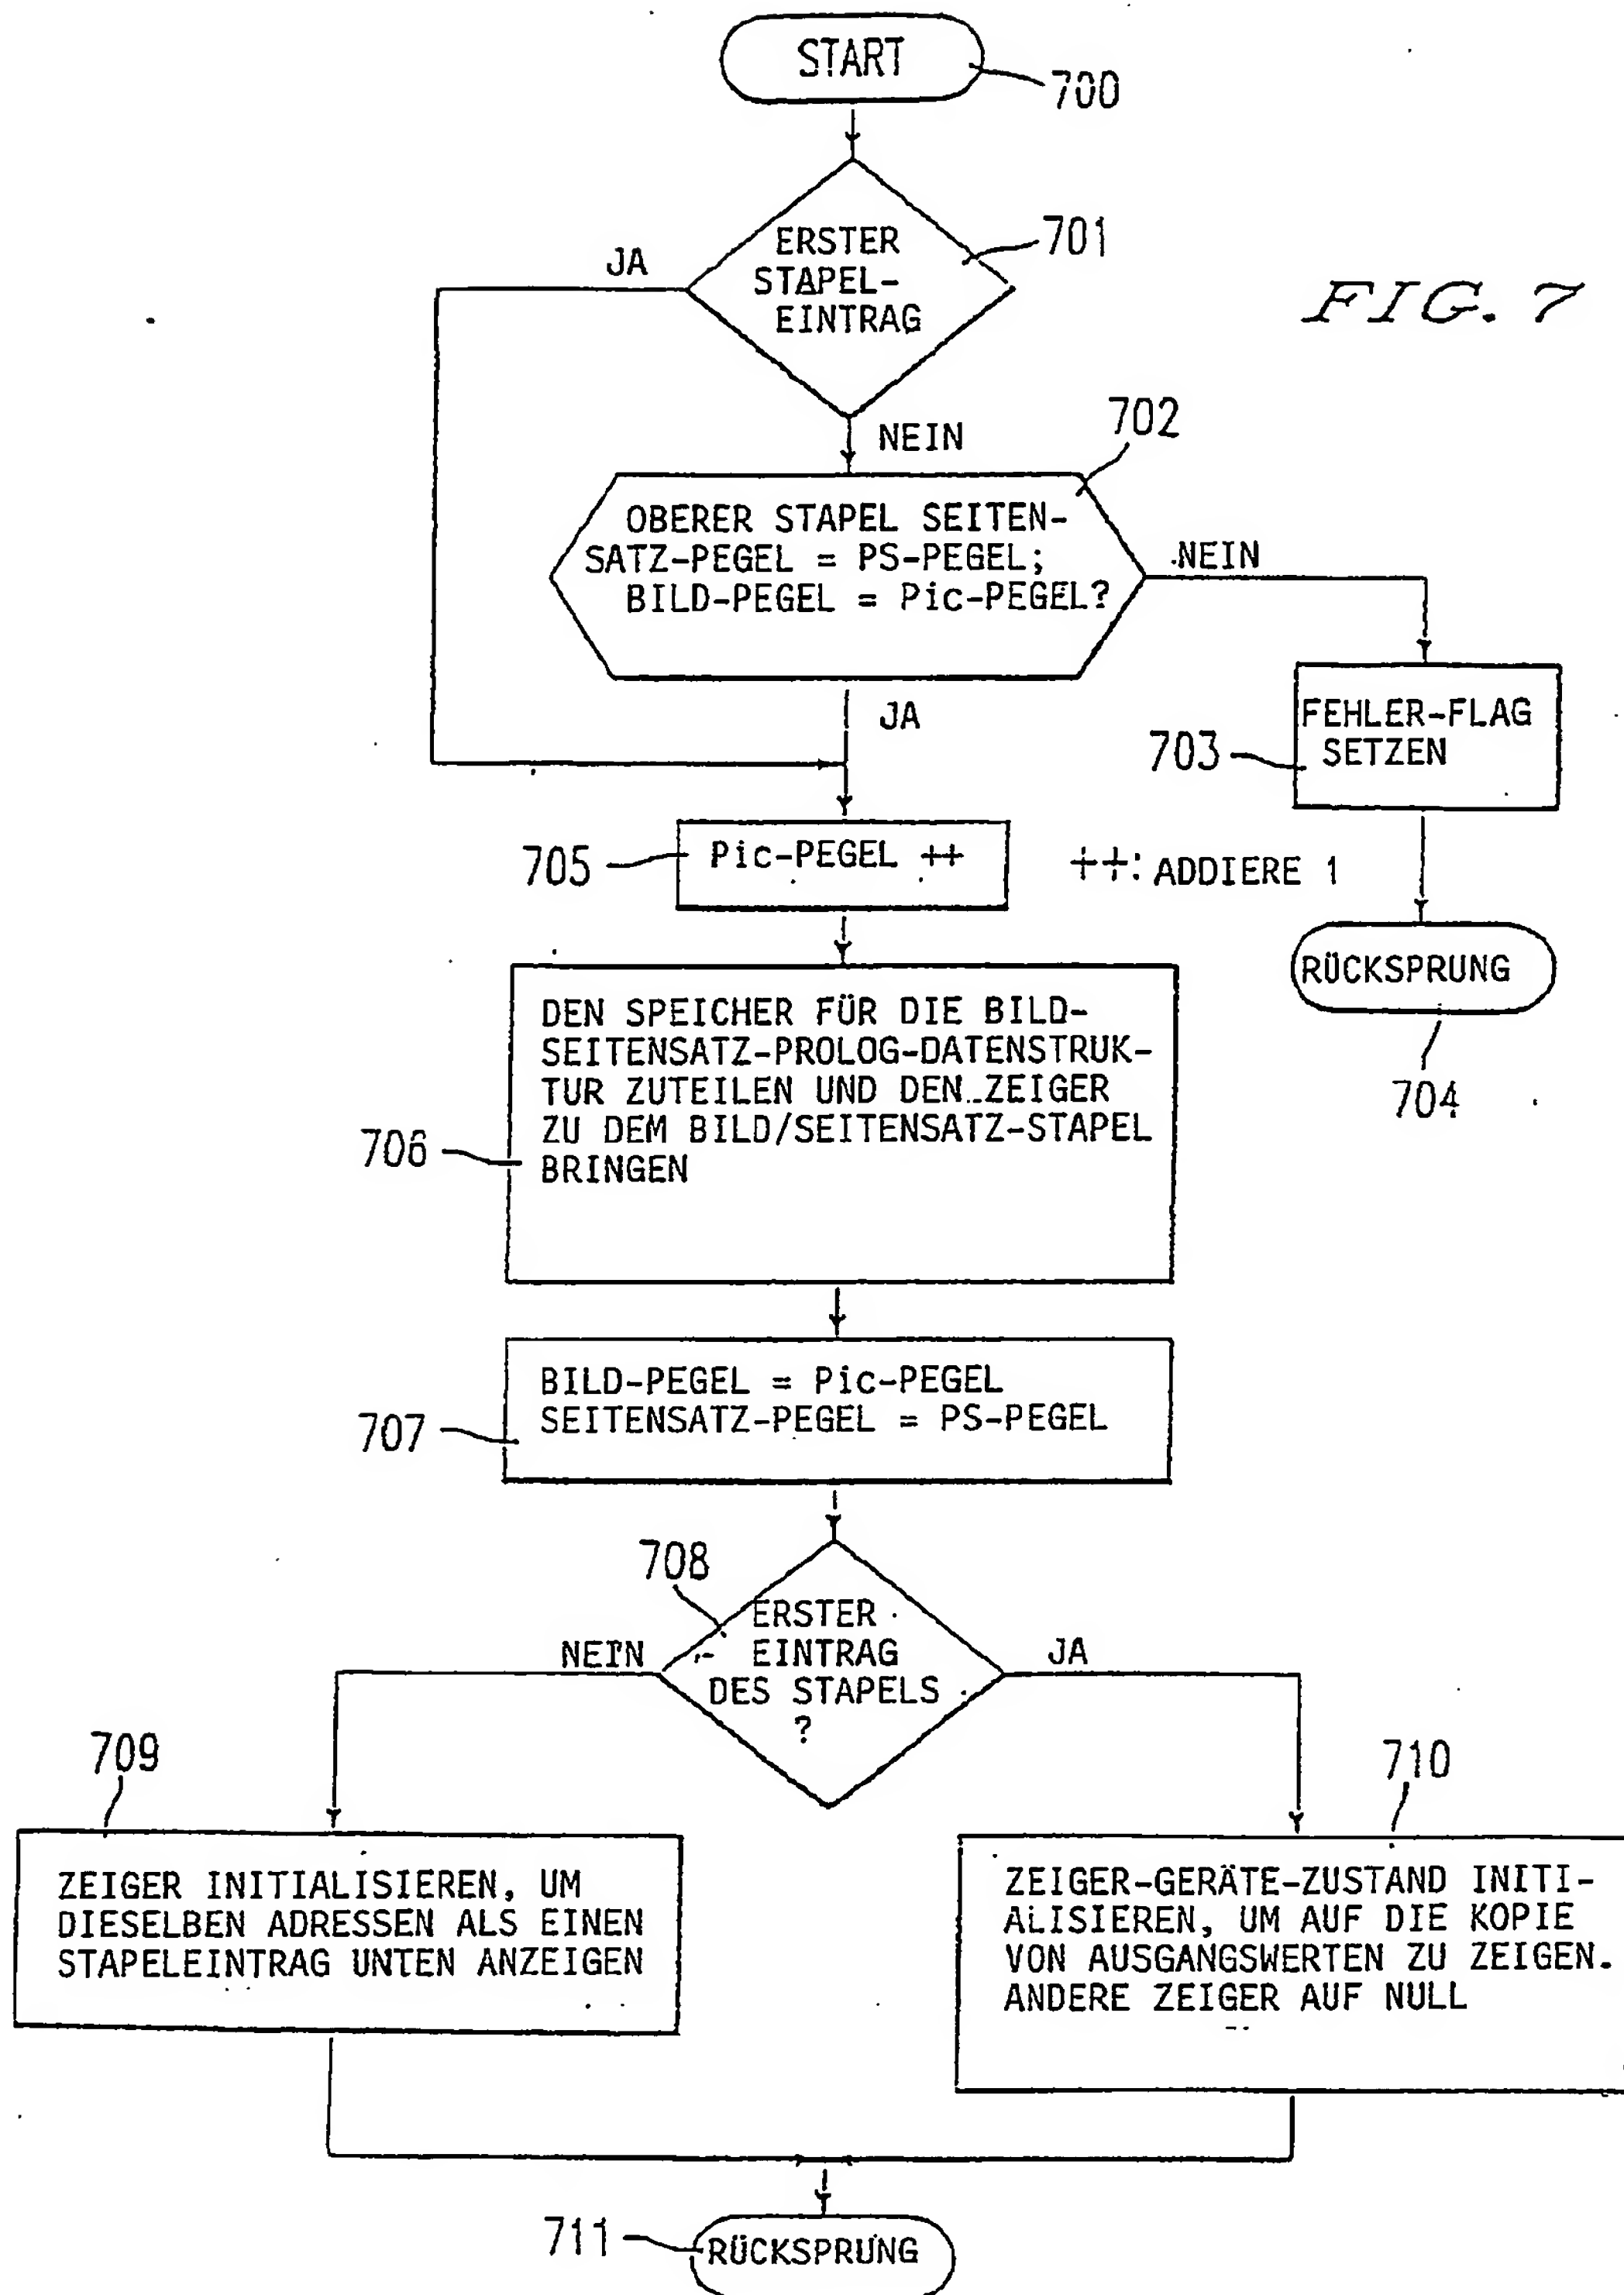 START
700
ERSTER
STAPEL-
EINTRAG
701
JA
FIG. 7
NEIN
702
OBERER STAPEL SEITEN-
SATZ-PEGEL = PS-PEGEL;
BILD-PEGEL = Pic-PEGEL?
NEIN
JA
FEHLER-FLAG
SETZEN
703
705
Pic-PEGEL ++
++: ADDIERE 1
RÜCKSPRUNG
704
DEN SPEICHER FÜR DIE BILD-
SEITENSATZ-PROLOG-DATENSTRUK-
TUR ZUTEILEN UND DEN ZEIGER
ZU DEM BILD/SEITENSATZ-STAPEL
BRINGEN
706
BILD-PEGEL = Pic-PEGEL
SEITENSATZ-PEGEL = PS-PEGEL
707
708
ERSTER
EINTRAG
DES STAPELS
?
NEIN
JA
709
710
ZEIGER INITIALISIEREN, UM
DIESELBEN ADRESSEN ALS EINEN
STAPELEINTRAG UNTEN ANZEIGEN
ZEIGER-GERÄTE-ZUSTAND INITI-
ALISIEREN, UM AUF DIE KOPIE
VON AUSGANGSWERTEN ZU ZEIGEN.
ANDERE ZEIGER AUF NULL
711
RÜCKSPRUNG